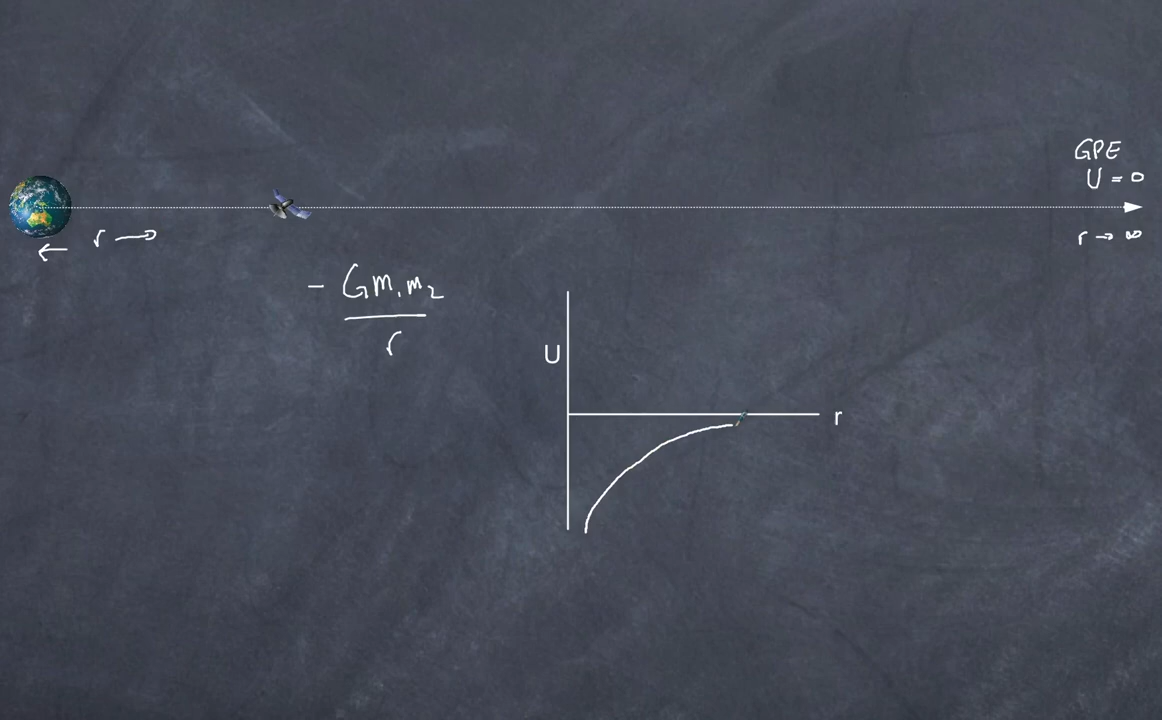 GPE
U = 0
← r →
r → ∞
- Gm₁m₂
r
U
r